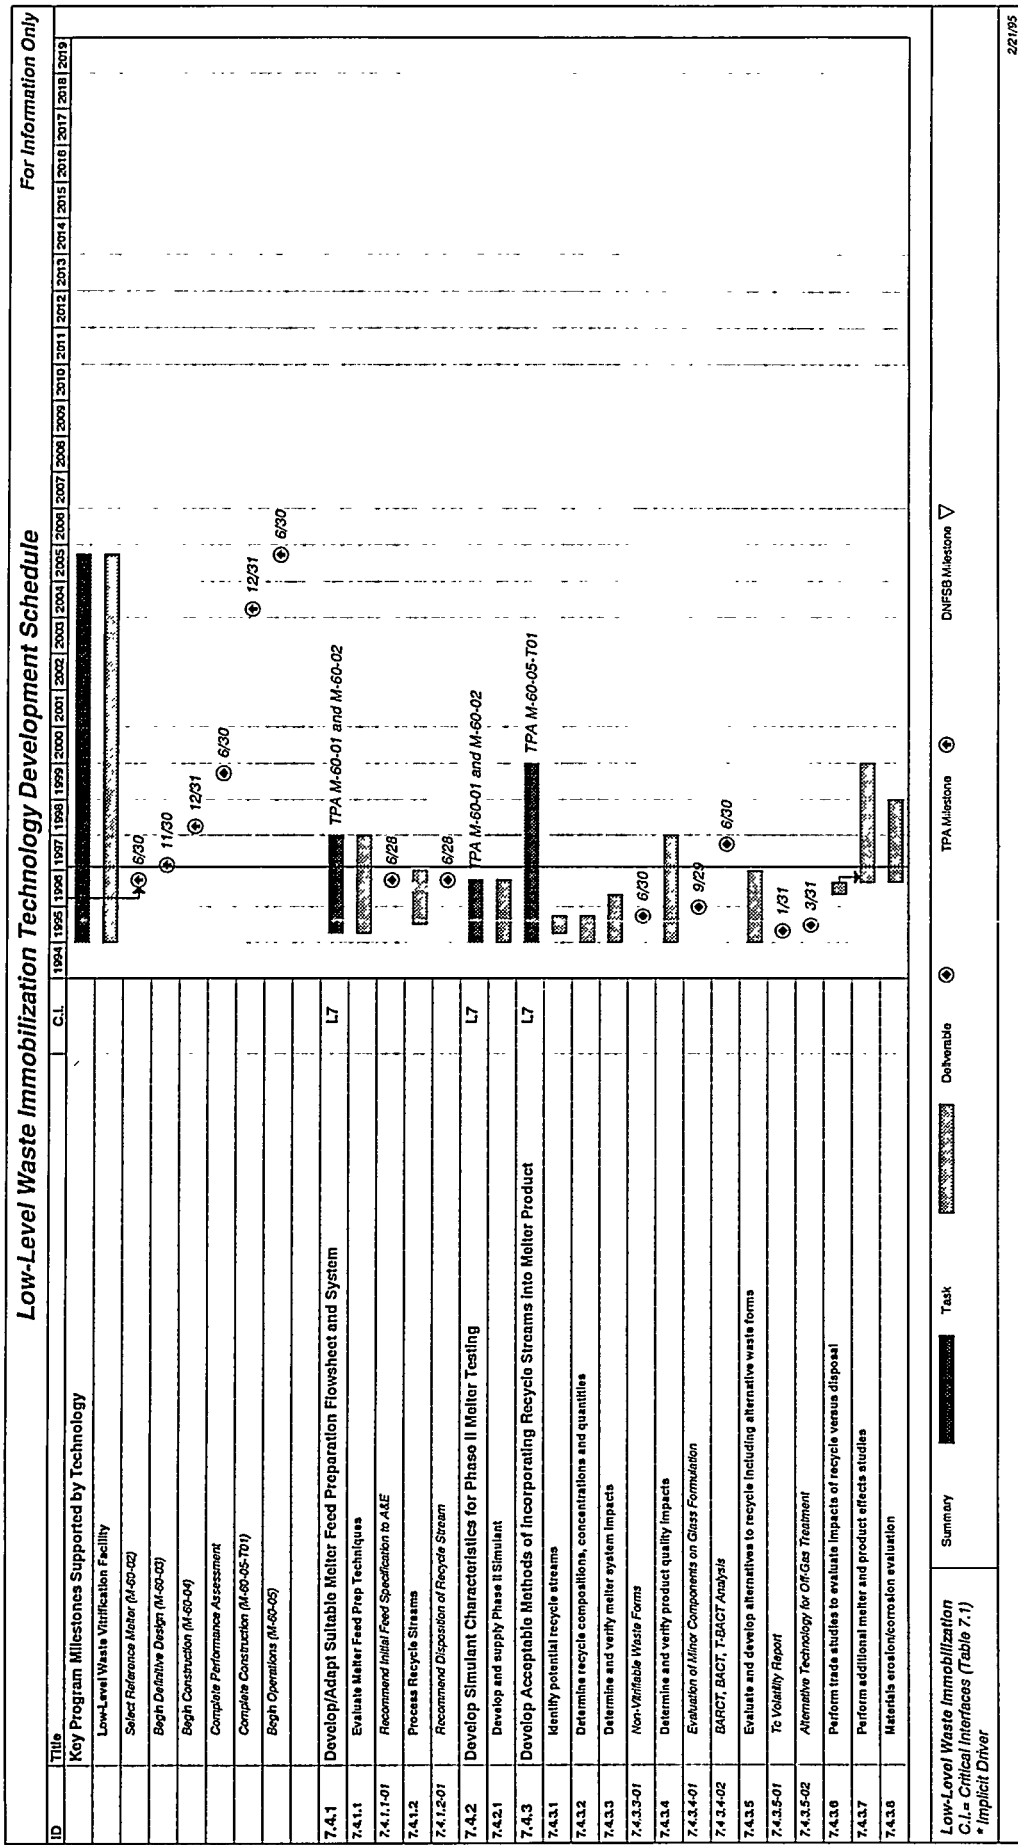 Low-Level Waste Immobilization Technology Development Schedule
For Information Only
ID Title C.I. 1994 1995 1996 1997 1998 1999 2000 2001 2002 2003 2004 2005 2006 2007 2008 2009 2010 2011 2012 2013 2014 2015 2016 2017 2018 2019
Key Program Milestones Supported by Technology
Low-Level Waste Vitrification Facility
Select Reference Melter (M-60-02) 6/30
Begin Definitive Design (M-60-03) 11/30
Begin Construction (M-60-04) 12/31
Complete Performance Assessment 6/30
Complete Construction (M-60-05-T01) 12/31
Begin Operations (M-60-05) 6/30
7.4.1 Develop/Adapt Suitable Melter Feed Preparation Flowsheet and System L7 TPA M-60-01 and M-60-02
7.4.1.1 Evaluate Melter Feed Prep Techniques
7.4.1.1-01 Recommend Initial Feed Specification to A&E 6/28
7.4.1.2 Process Recycle Streams
7.4.1.2-01 Recommend Disposition of Recycle Stream 6/28
7.4.2 Develop Simulant Characteristics for Phase II Melter Testing L7 TPA M-60-01 and M-60-02
7.4.2.1 Develop and supply Phase II Simulant
7.4.3 Develop Acceptable Methods of Incorporating Recycle Streams into Melter Product L7 TPA M-60-05-T01
7.4.3.1 Identify potential recycle streams
7.4.3.2 Determine recycle compositions, concentrations and quantities
7.4.3.3 Determine and verify melter system impacts
7.4.3.3-01 Non-Vitrifiable Waste Forms 6/30
7.4.3.4 Determine and verify product quality impacts
7.4.3.4-01 Evaluation of Minor Components on Glass Formulation 9/29
7.4.3.4-02 BARCT, BACT, T-BACT Analysis 6/30
7.4.3.5 Evaluate and develop alternatives to recycle including alternative waste forms
7.4.3.5-01 Tc Volatility Report 1/31
7.4.3.5-02 Alternative Technology for Off-Gas Treatment 3/31
7.4.3.6 Perform trade studies to evaluate impacts of recycle versus disposal
7.4.3.7 Perform additional melter and product effects studies
7.4.3.8 Materials erosion/corrosion evaluation
Low-Level Waste Immobilization
C.I.= Critical Interfaces (Table 7.1)
* Implicit Driver
Summary Task Deliverable TPA Milestone DNFSB Milestone
2/21/95